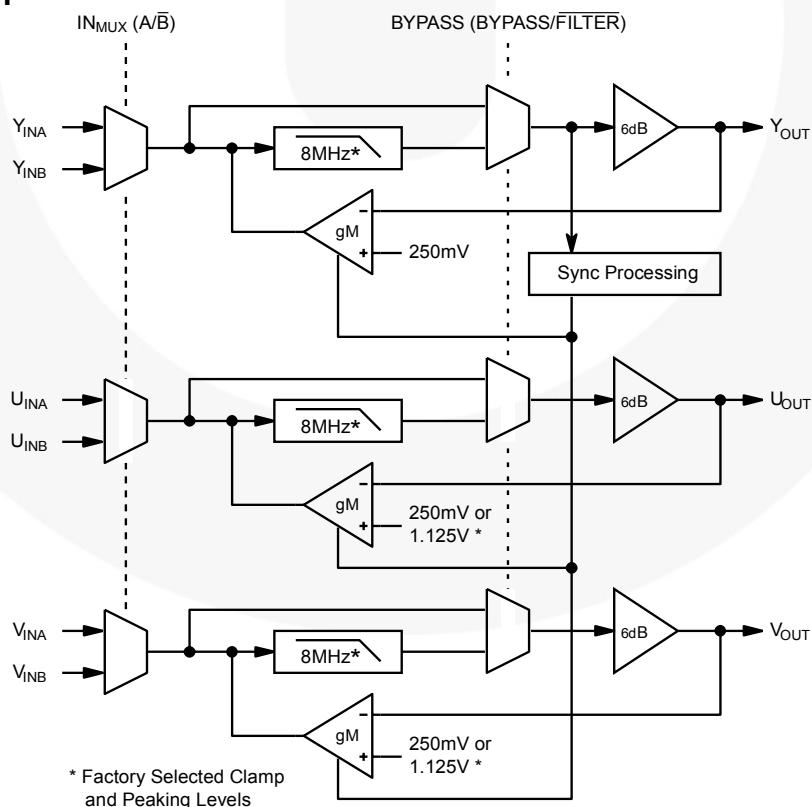 IN_MUX (A/B̅) BYPASS (BYPASS/F̅I̅L̅T̅E̅R̅)
Y_INA
Y_INB
8MHz*
6dB
Y_OUT
gM
−
+
250mV
Sync Processing
U_INA
U_INB
8MHz*
6dB
U_OUT
gM
−
+
250mV or
1.125V *
V_INA
V_INB
8MHz*
6dB
V_OUT
gM
−
+
250mV or
1.125V *
* Factory Selected Clamp
and Peaking Levels